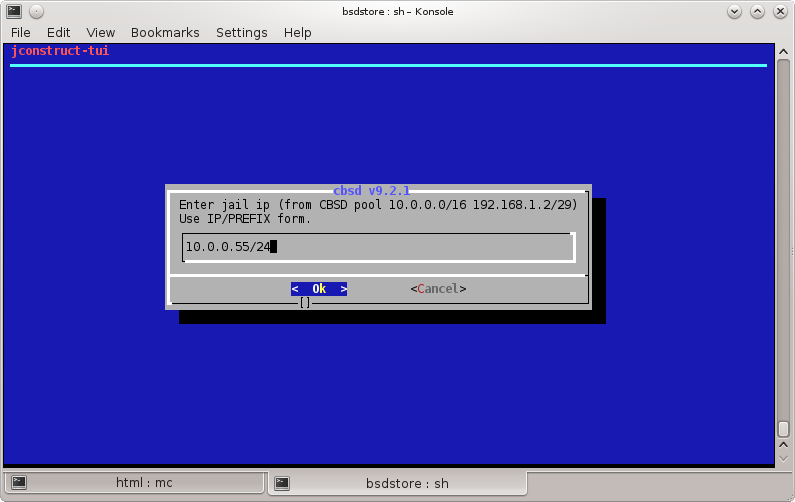 bsdstore : sh – Konsole
File Edit View Bookmarks Settings Help
jconstruct-tui
cbsd v9.2.1
Enter jail ip (from CBSD pool 10.0.0.0/16 192.168.1.2/29)
Use IP/PREFIX form.
10.0.0.55/24
< Ok > <Cancel>
[]
html : mc bsdstore : sh